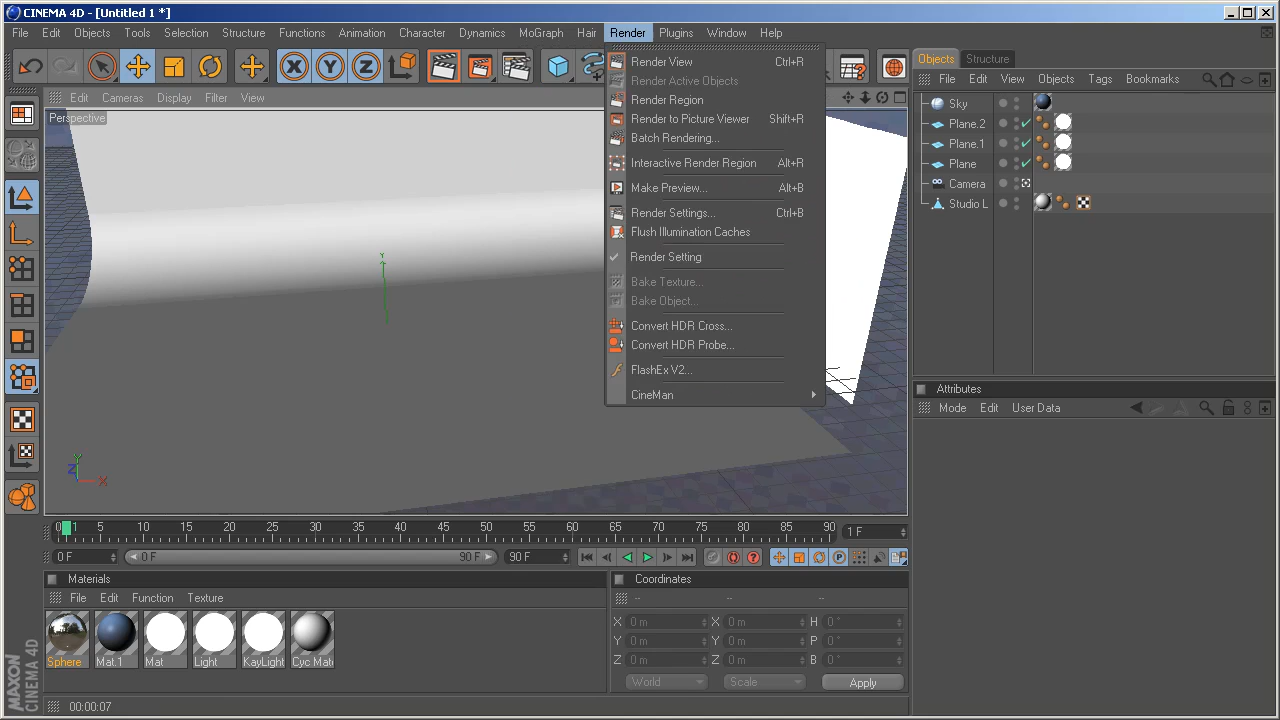 CINEMA 4D - [Untitled 1 *]
File Edit Objects Tools Selection Structure Functions Animation Character Dynamics MoGraph Hair Render Plugins Window Help
Edit Cameras Display Filter View
Perspective
Render View Ctrl+R
Render Active Objects
Render Region
Render to Picture Viewer Shift+R
Batch Rendering...
Interactive Render Region Alt+R
Make Preview... Alt+B
Render Settings... Ctrl+B
Flush Illumination Caches
Render Setting
Bake Texture...
Bake Object...
Convert HDR Cross...
Convert HDR Probe...
FlashEx V2...
CineMan
Objects Structure
File Edit View Objects Tags Bookmarks
Sky
Plane.2
Plane.1
Plane
Camera
Studio L
Attributes
Mode Edit User Data
Y
Y
Z X
0 1 5 10 15 20 25 30 35 40 45 50 55 60 65 70 75 80 85 90 1 F
0 F 0 F 90 F 90 F
Materials
File Edit Function Texture
Sphere Mat.1 Mat Light KayLight Cyc Mate
Coordinates
-- -- --
X 0 m X 0 m H 0 °
Y 0 m Y 0 m P 0 °
Z 0 m Z 0 m B 0 °
World Scale Apply
MAXON
CINEMA 4D
00:00:07